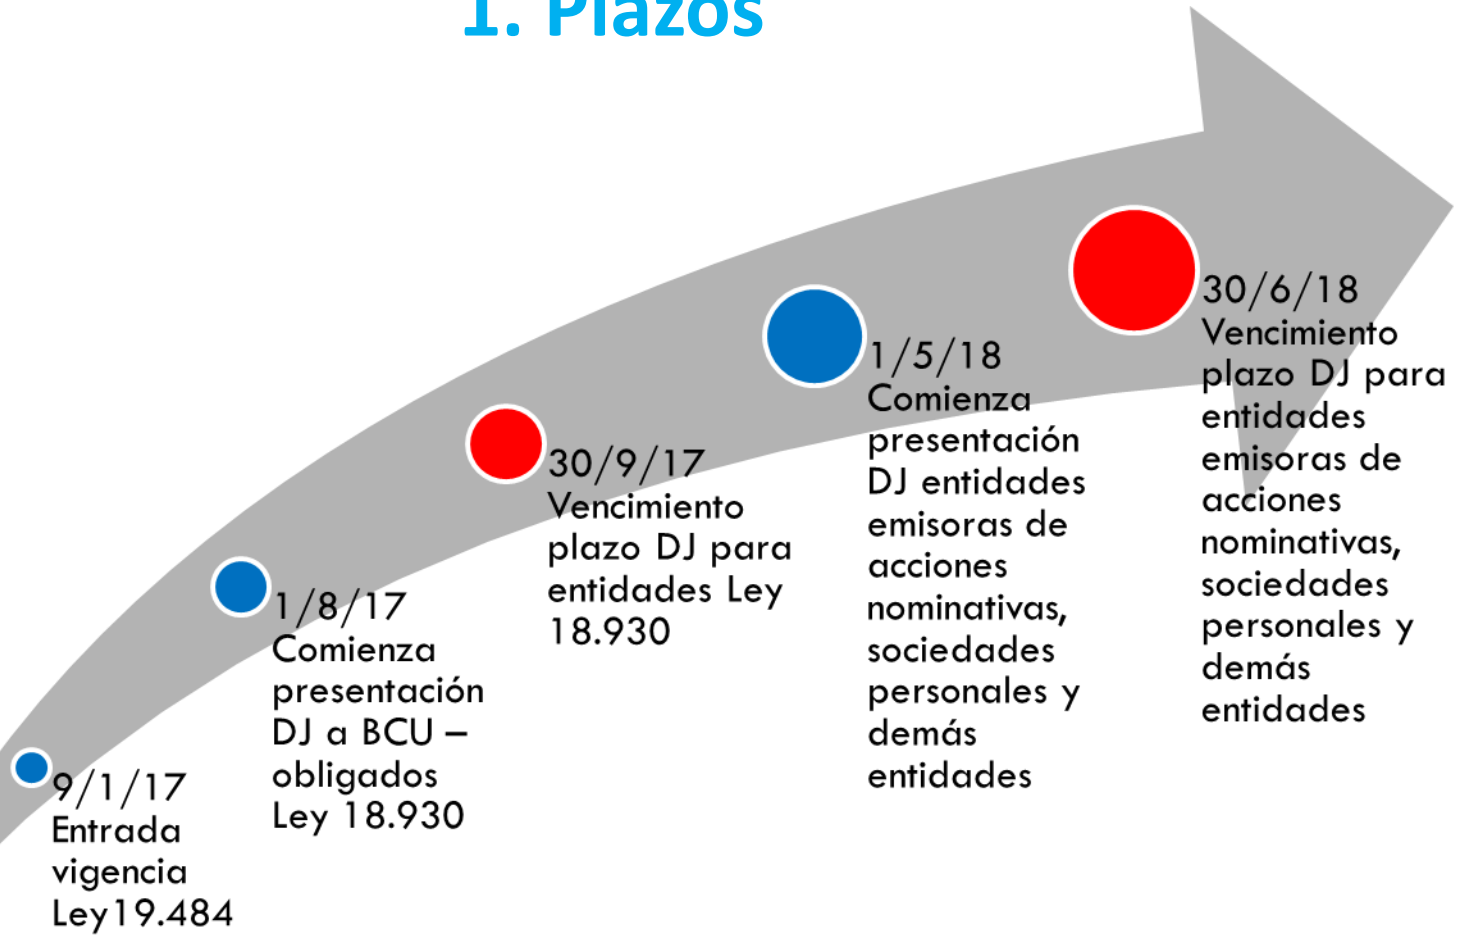 1. Plazos
9/1/17
Entrada
vigencia
Ley19.484
1/8/17
Comienza
presentación
DJ a BCU –
obligados
Ley 18.930
30/9/17
Vencimiento
plazo DJ para
entidades Ley
18.930
1/5/18
Comienza
presentación
DJ entidades
emisoras de
acciones
nominativas,
sociedades
personales y
demás
entidades
30/6/18
Vencimiento
plazo DJ para
entidades
emisoras de
acciones
nominativas,
sociedades
personales y
demás
entidades